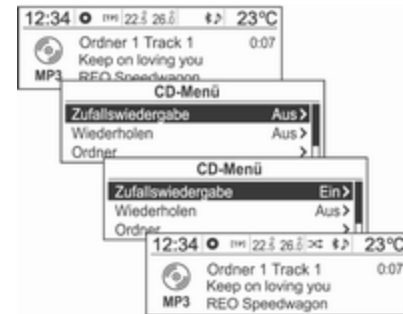 12:34 [TP] 22.5 26.0 23°C
Ordner 1 Track 1 0:07
Keep on loving you
MP3 REO Speedwagon
CD-Menü
Zufallswiedergabe Aus
Wiederholen Aus
Ordner
CD-Menü
Zufallswiedergabe Ein
Wiederholen Aus
Ordner
12:34 [TP] 22.5 26.0 23°C
Ordner 1 Track 1 0:07
Keep on loving you
MP3 REO Speedwagon